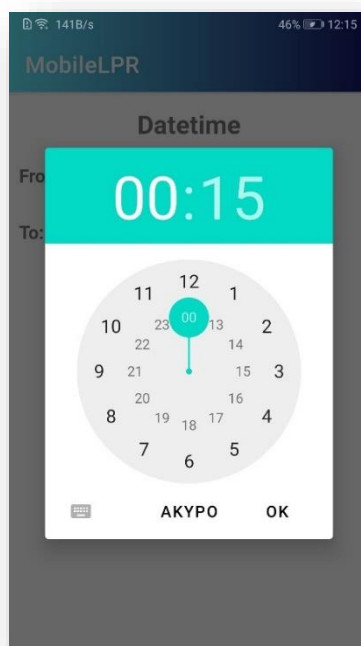 141B/s 46% 12:15
MobileLPR
Datetime
Fro
To:
00:15
12
11 1
23 00 13
10 2
22 14
9 21 15 3
20 16
8 4
19 18 17
7 5
6
ΑΚΥΡΟ OK